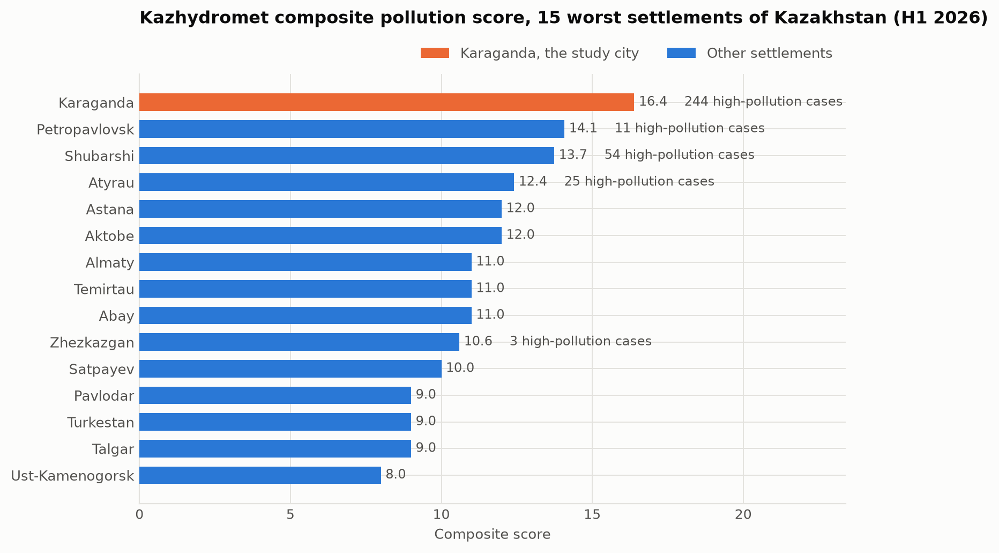 Kazhydromet composite pollution score, 15 worst settlements of Kazakhstan (H1 2026)
Karaganda, the study city Other settlements
Karaganda 16.4 244 high-pollution cases
Petropavlovsk 14.1 11 high-pollution cases
Shubarshi 13.7 54 high-pollution cases
Atyrau 12.4 25 high-pollution cases
Astana 12.0
Aktobe 12.0
Almaty 11.0
Temirtau 11.0
Abay 11.0
Zhezkazgan 10.6 3 high-pollution cases
Satpayev 10.0
Pavlodar 9.0
Turkestan 9.0
Talgar 9.0
Ust-Kamenogorsk 8.0
0 5 10 15 20
Composite score